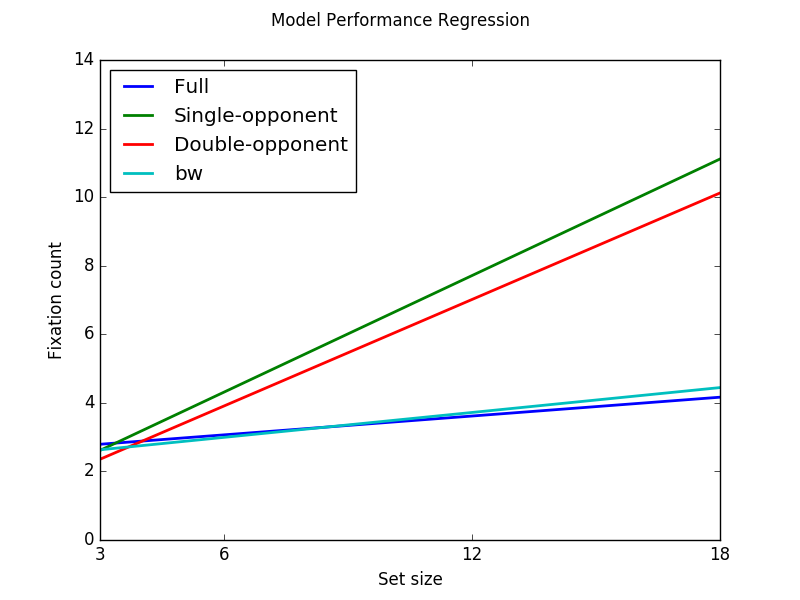 Model Performance Regression
14
12
10
8
6
4
2
0
Fixation count
Full
Single-opponent
Double-opponent
bw
3 6 12 18
Set size